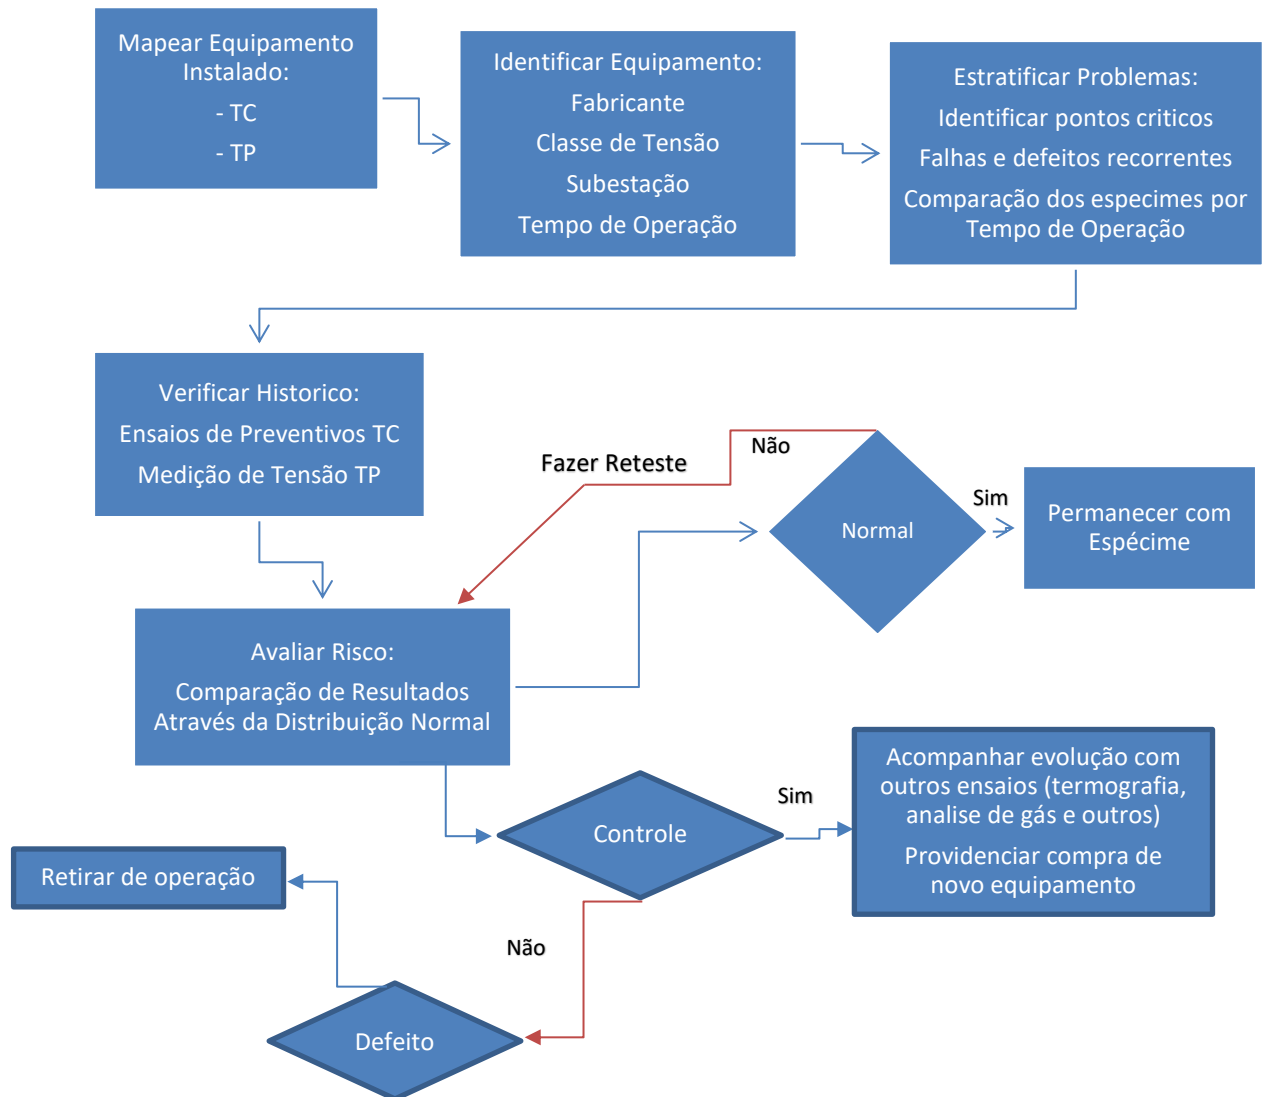 Mapear Equipamento
Instalado:
- TC
- TP
Identificar Equipamento:
Fabricante
Classe de Tensão
Subestação
Tempo de Operação
Estratificar Problemas:
Identificar pontos criticos
Falhas e defeitos recorrentes
Comparação dos especimes por
Tempo de Operação
Verificar Historico:
Ensaios de Preventivos TC
Medição de Tensão TP
Fazer Reteste
Não
Normal
Sim
Permanecer com
Espécime
Avaliar Risco:
Comparação de Resultados
Através da Distribuição Normal
Controle
Sim
Acompanhar evolução com
outros ensaios (termografia,
analise de gás e outros)
Providenciar compra de
novo equipamento
Retirar de operação
Não
Defeito